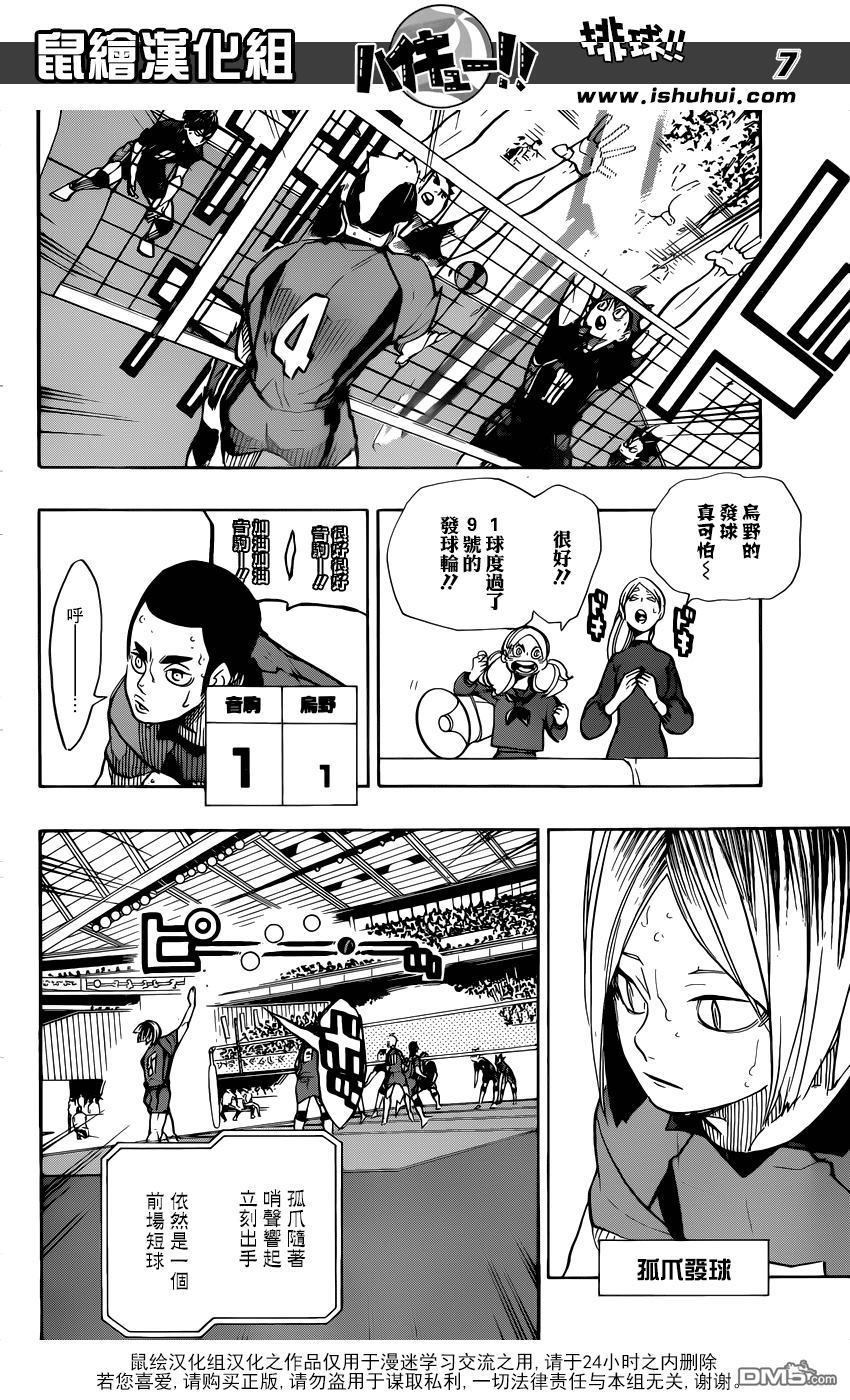 鼠繪漢化組
ハイキュー!!
排球!!
7
www.ishuhui.com
4
ド
烏野的
發球
真可怕~
很好!!
1球度過了
9號的
發球輪!!
ドキ
ドキ
很好很好
音駒—!!
加油加油
音駒—!!
呼——
音駒
烏野
1
1
孤爪發球
ピーッ
ギュッ
孤爪隨著
哨聲響起
立刻出手
依然是一個
前場短球
鼠绘汉化组汉化之作品仅用于漫迷学习交流之用,请于24小时之内删除
若您喜爱,请购买正版,请勿盗用于谋取私利,一切法律责任与本组无关,谢谢。
DM5.com